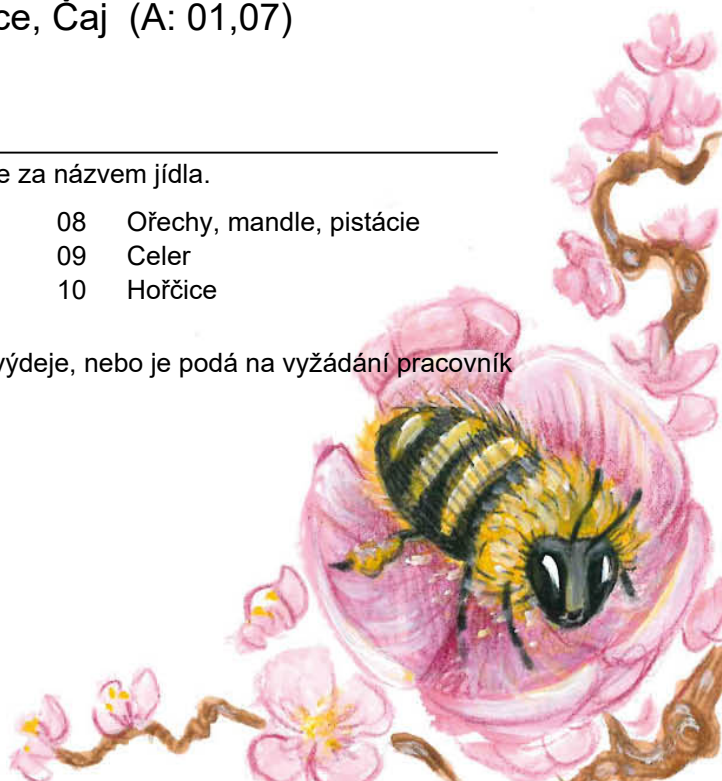 ce, Čaj (A: 01,07)
e za názvem jídla.
08 Ořechy, mandle, pistácie
09 Celer
10 Hořčice
výdeje, nebo je podá na vyžádání pracovník